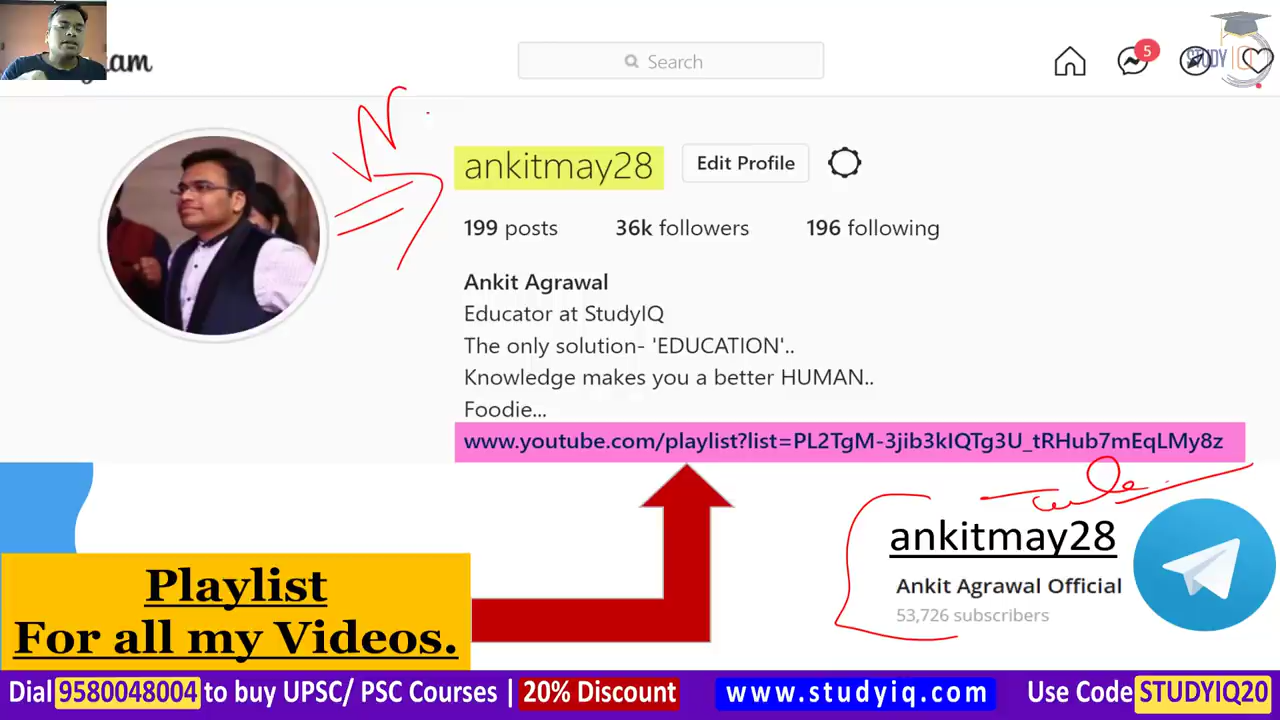 Search
5
STUDY IQ
ankitmay28
Edit Profile
199 posts 36k followers 196 following
Ankit Agrawal
Educator at StudyIQ
The only solution- 'EDUCATION'..
Knowledge makes you a better HUMAN..
Foodie...
www.youtube.com/playlist?list=PL2TgM-3jib3kIQTg3U_tRHub7mEqLMy8z
ankitmay28
Ankit Agrawal Official
53,726 subscribers
Playlist
For all my Videos.
Dial 9580048004 to buy UPSC/ PSC Courses | 20% Discount www.studyiq.com Use Code STUDYIQ20